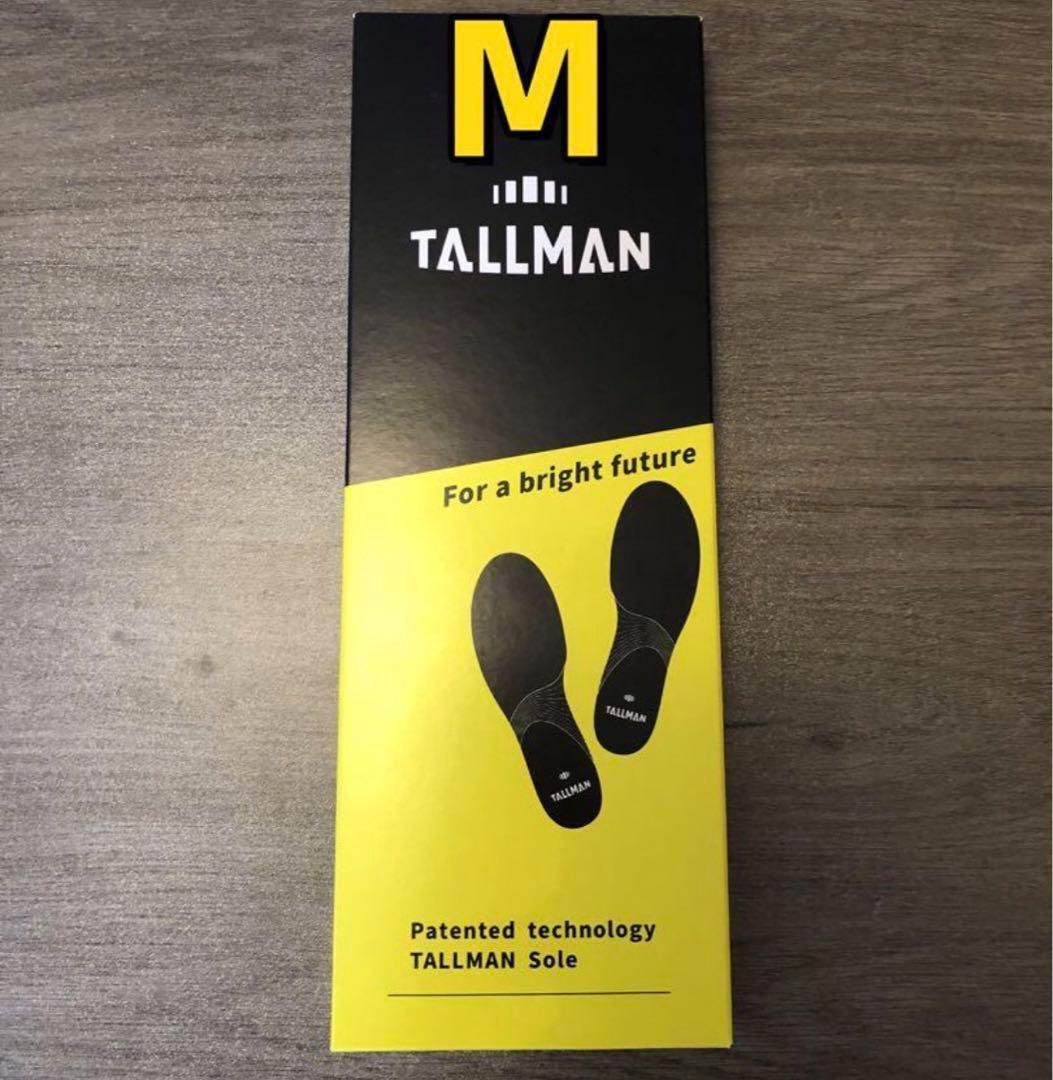 M
TALLMAN
For a bright future
TALLMAN
TALLMAN
Patented technology
TALLMAN Sole